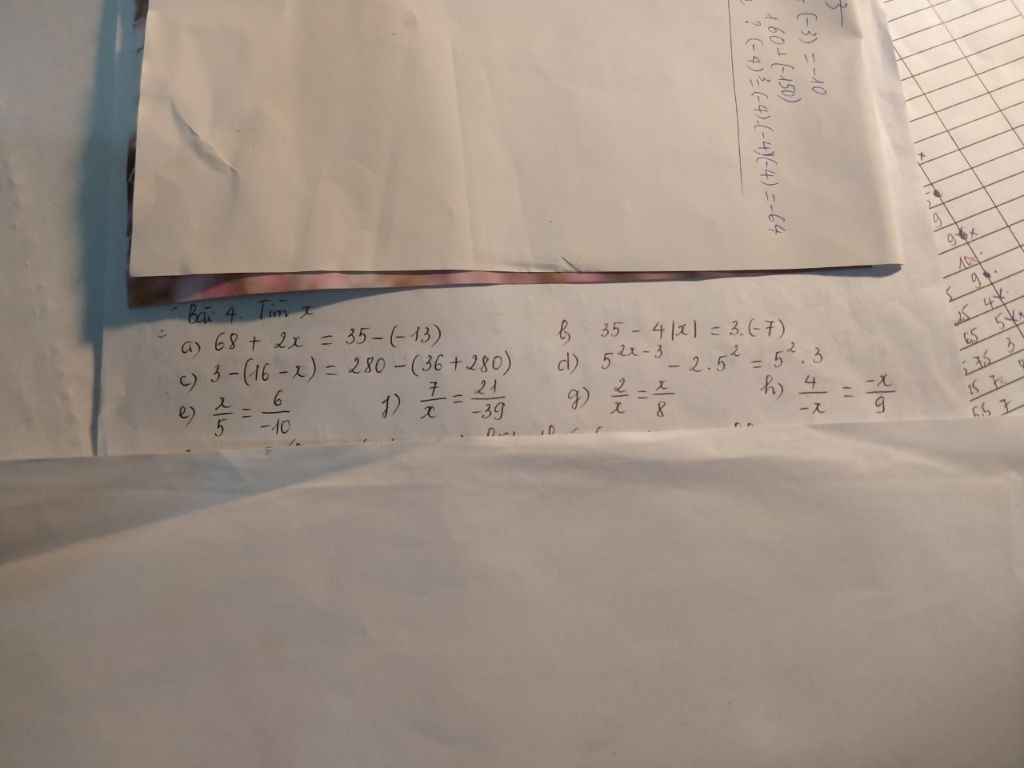 3
(-3) = -10
160 + (-150)
? (-4)³ = (-4).(-4)(-4) = -64
Bài 4. Tìm x
a) 68 + 2x = 35 - (-13) b) 35 - 4|x| = 3.(-7)
c) 3 - (16 - x) = 280 - (36 + 280) d) 5^{2x-3} - 2.5² = 5².3
e) x/5 = 6/-10 f) 7/x = 21/-39 g) 2/x = x/8 h) 4/-x = -x/9